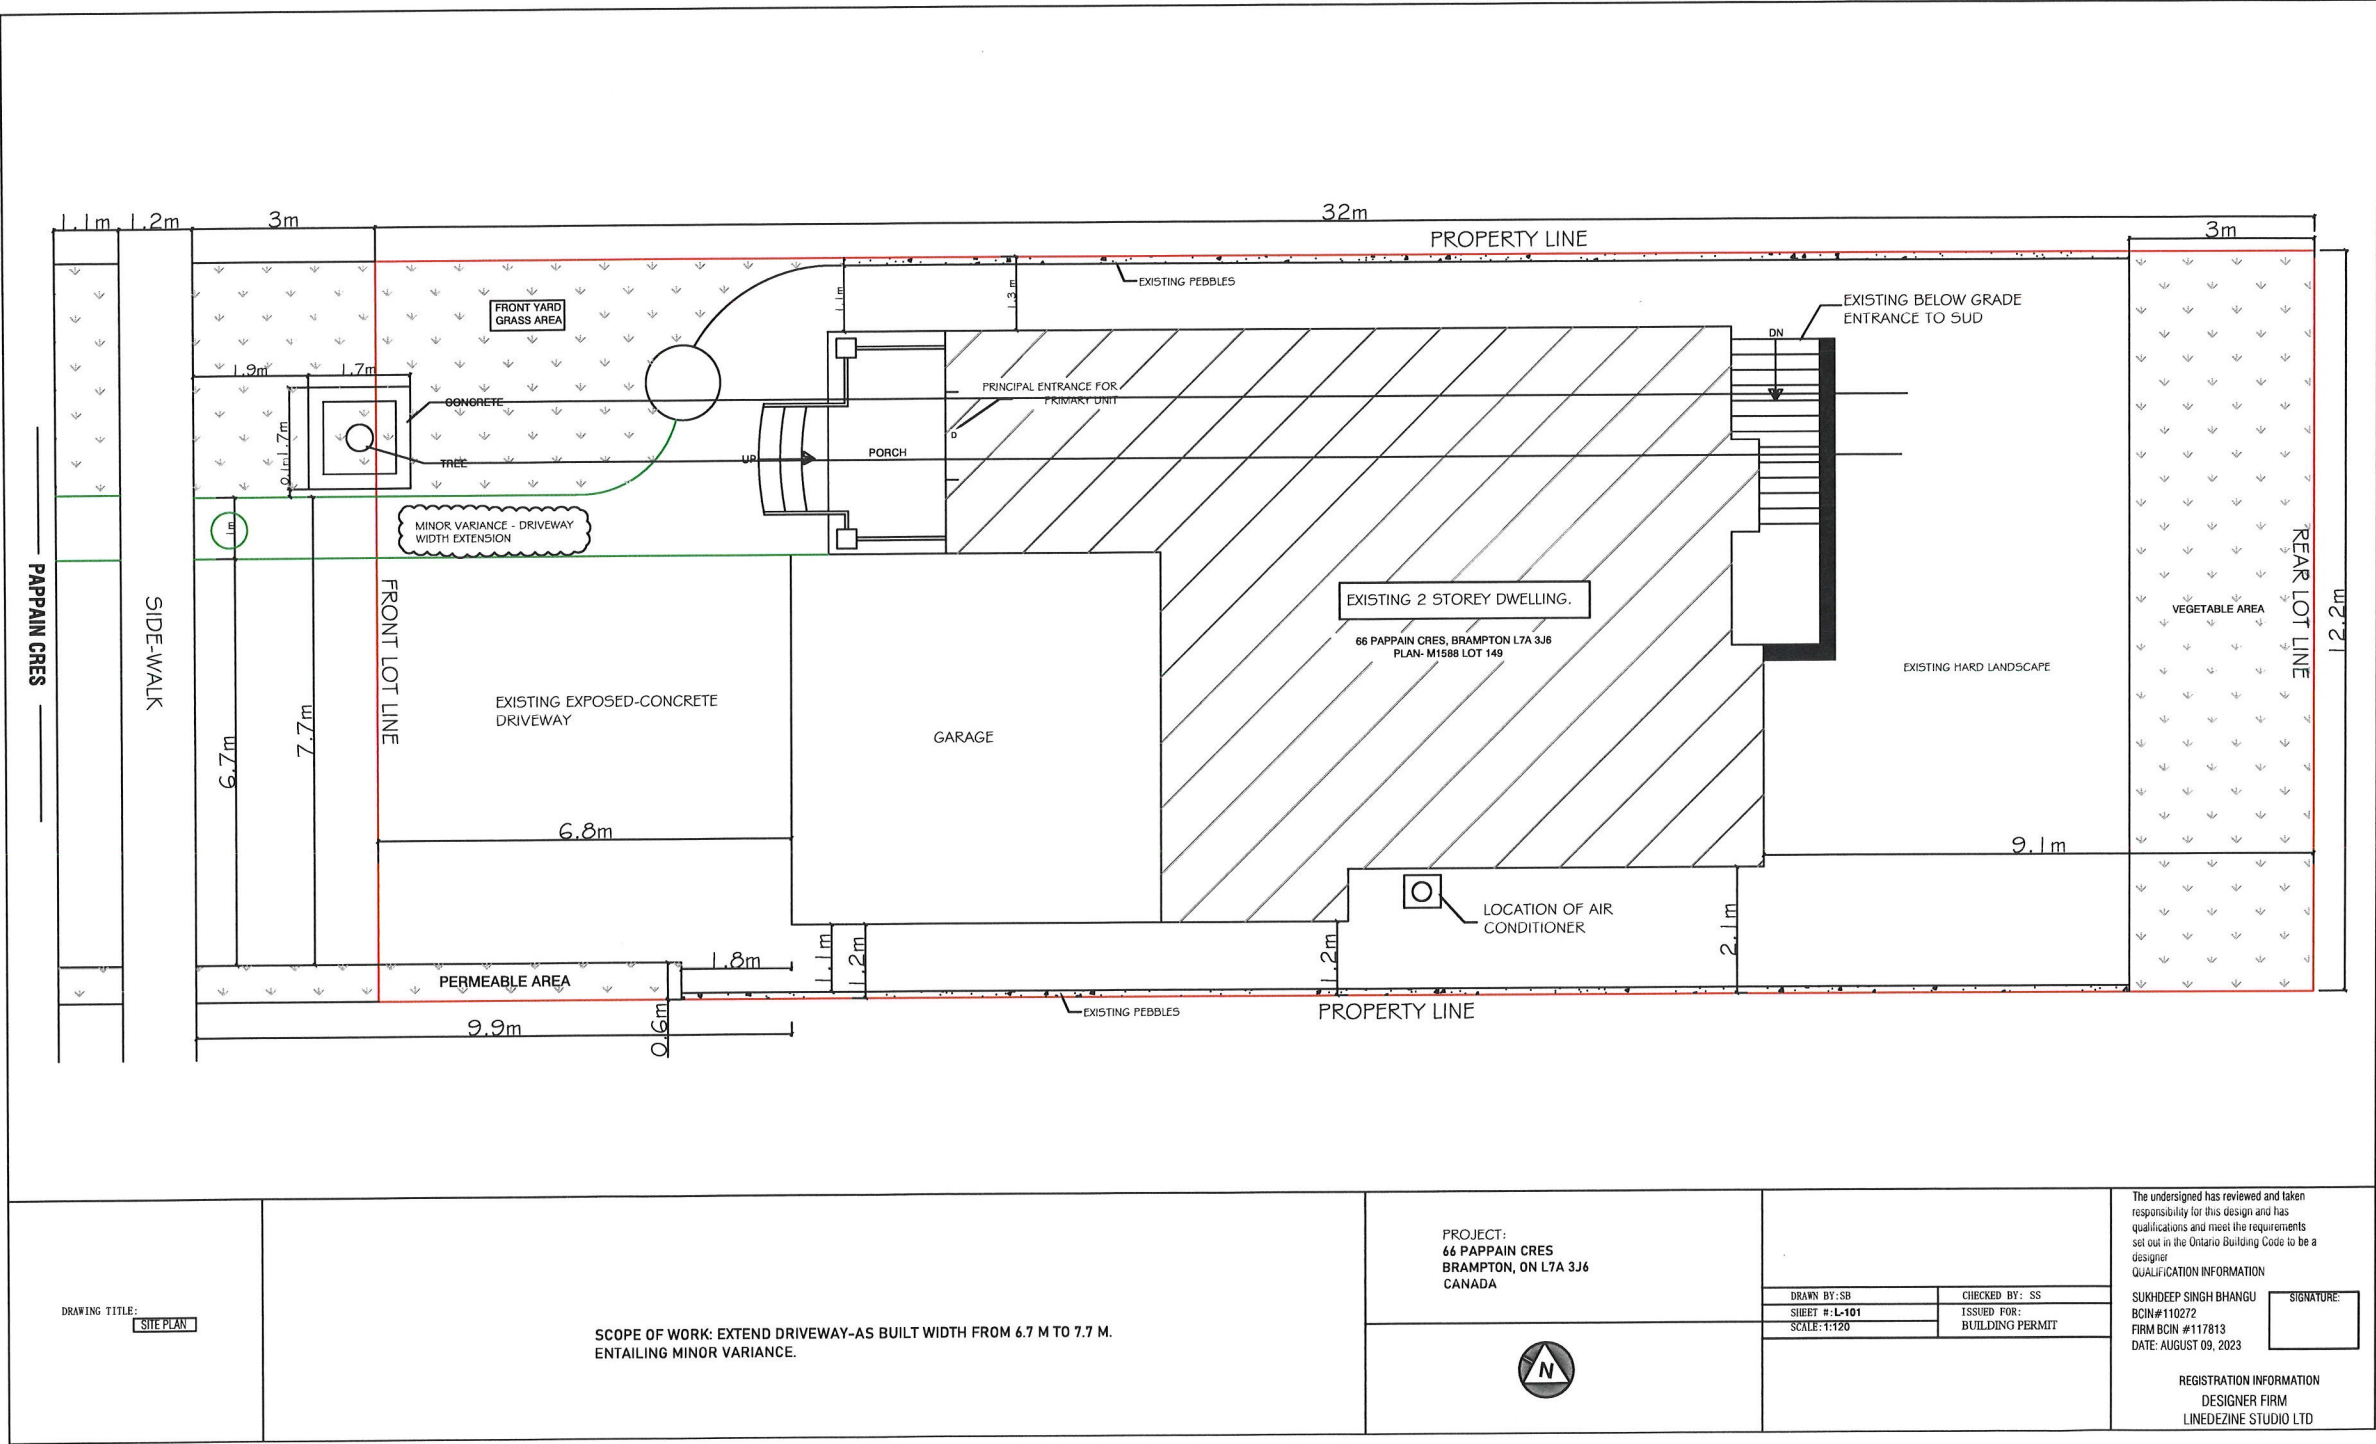 1.1m
1.2m
3m
32m
3m
PROPERTY LINE
EXISTING PEBBLES
1.1m
1.3m
FRONT YARD
GRASS AREA
EXISTING BELOW GRADE
ENTRANCE TO SUD
DN
1.9m
1.7m
CONCRETE
PRINCIPAL ENTRANCE FOR
PRIMARY UNIT
D
1.7m
TREE
UP
PORCH
MINOR VARIANCE - DRIVEWAY
WIDTH EXTENSION
PAPPAIN CRES
SIDE-WALK
FRONT LOT LINE
6.7m
7.7m
EXISTING EXPOSED-CONCRETE
DRIVEWAY
GARAGE
EXISTING 2 STOREY DWELLING.
66 PAPPAIN CRES, BRAMPTON L7A 3J6
PLAN- M1588 LOT 149
EXISTING HARD LANDSCAPE
VEGETABLE AREA
REAR LOT LINE
12.2m
6.8m
9.1m
LOCATION OF AIR
CONDITIONER
PERMEABLE AREA
1.8m
1.1m
1.2m
1.2m
2.1m
9.9m
0.6m
EXISTING PEBBLES
PROPERTY LINE
DRAWING TITLE:
SITE PLAN
SCOPE OF WORK: EXTEND DRIVEWAY-AS BUILT WIDTH FROM 6.7 M TO 7.7 M.
ENTAILING MINOR VARIANCE.
PROJECT:
66 PAPPAIN CRES
BRAMPTON, ON L7A 3J6
CANADA
N
DRAWN BY:SB
CHECKED BY: SS
SHEET #:L-101
ISSUED FOR:
SCALE:1:120
BUILDING PERMIT
The undersigned has reviewed and taken
responsibility for this design and has
qualifications and meet the requirements
set out in the Ontario Building Code to be a
designer
QUALIFICATION INFORMATION
SUKHDEEP SINGH BHANGU
BCIN#110272
FIRM BCIN #117813
DATE: AUGUST 09, 2023
SIGNATURE:
REGISTRATION INFORMATION
DESIGNER FIRM
LINEDEZINE STUDIO LTD